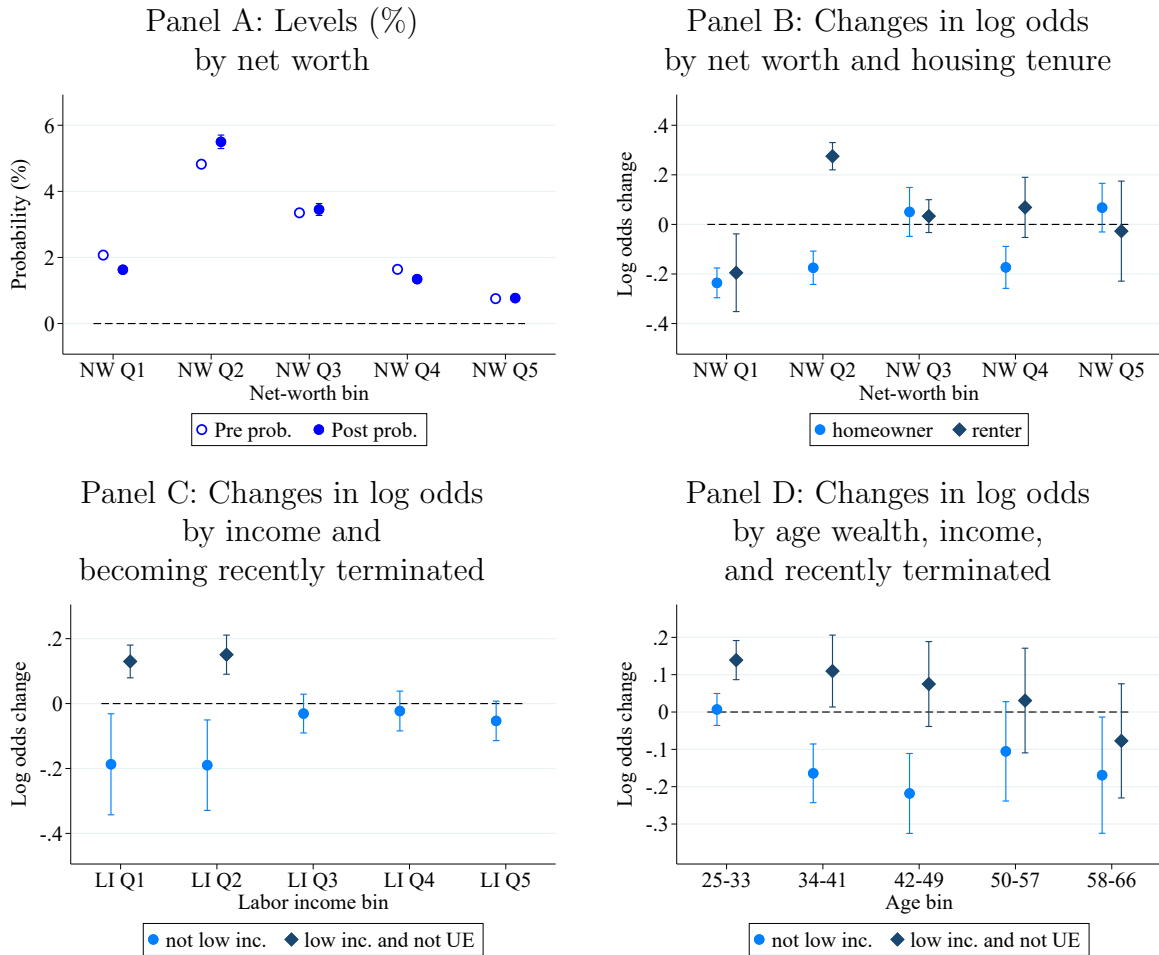 Panel A: Levels (%)
by net worth
Probability (%)
6
4
2
0
NW Q1 NW Q2 NW Q3 NW Q4 NW Q5
Net-worth bin
Pre prob. Post prob.
Panel B: Changes in log odds
by net worth and housing tenure
Log odds change
.4
.2
0
-.2
-.4
NW Q1 NW Q2 NW Q3 NW Q4 NW Q5
Net-worth bin
homeowner renter
Panel C: Changes in log odds
by income and
becoming recently terminated
Log odds change
.2
0
-.2
-.4
LI Q1 LI Q2 LI Q3 LI Q4 LI Q5
Labor income bin
not low inc. low inc. and not UE
Panel D: Changes in log odds
by age wealth, income,
and recently terminated
Log odds change
.2
.1
0
-.1
-.2
-.3
25-33 34-41 42-49 50-57 58-66
Age bin
not low inc. low inc. and not UE